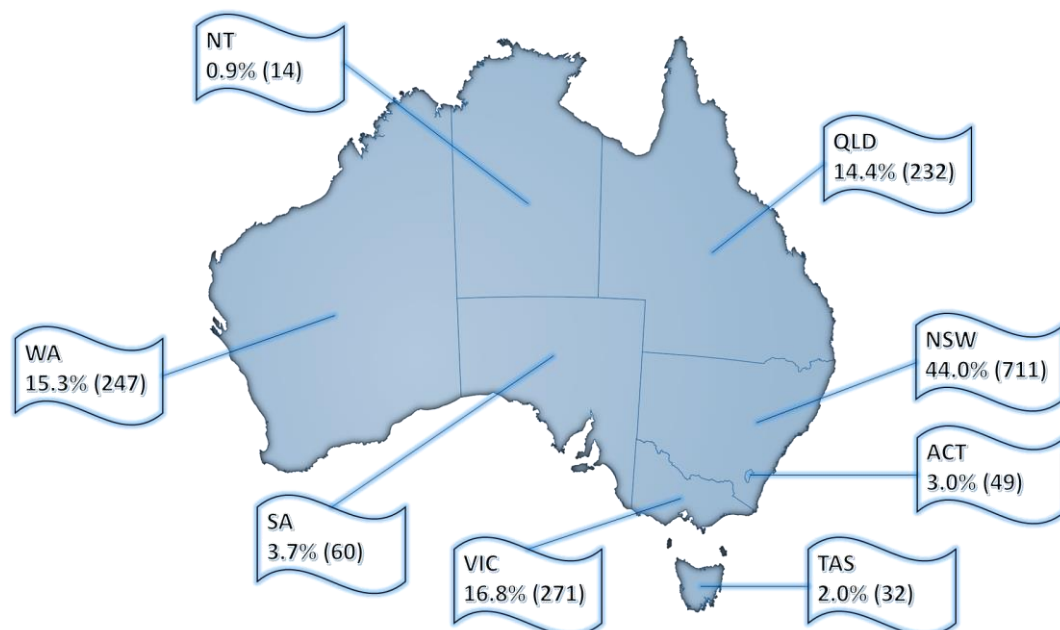 NT
0.9% (14)
QLD
14.4% (232)
WA
15.3% (247)
NSW
44.0% (711)
ACT
3.0% (49)
SA
3.7% (60)
VIC
16.8% (271)
TAS
2.0% (32)